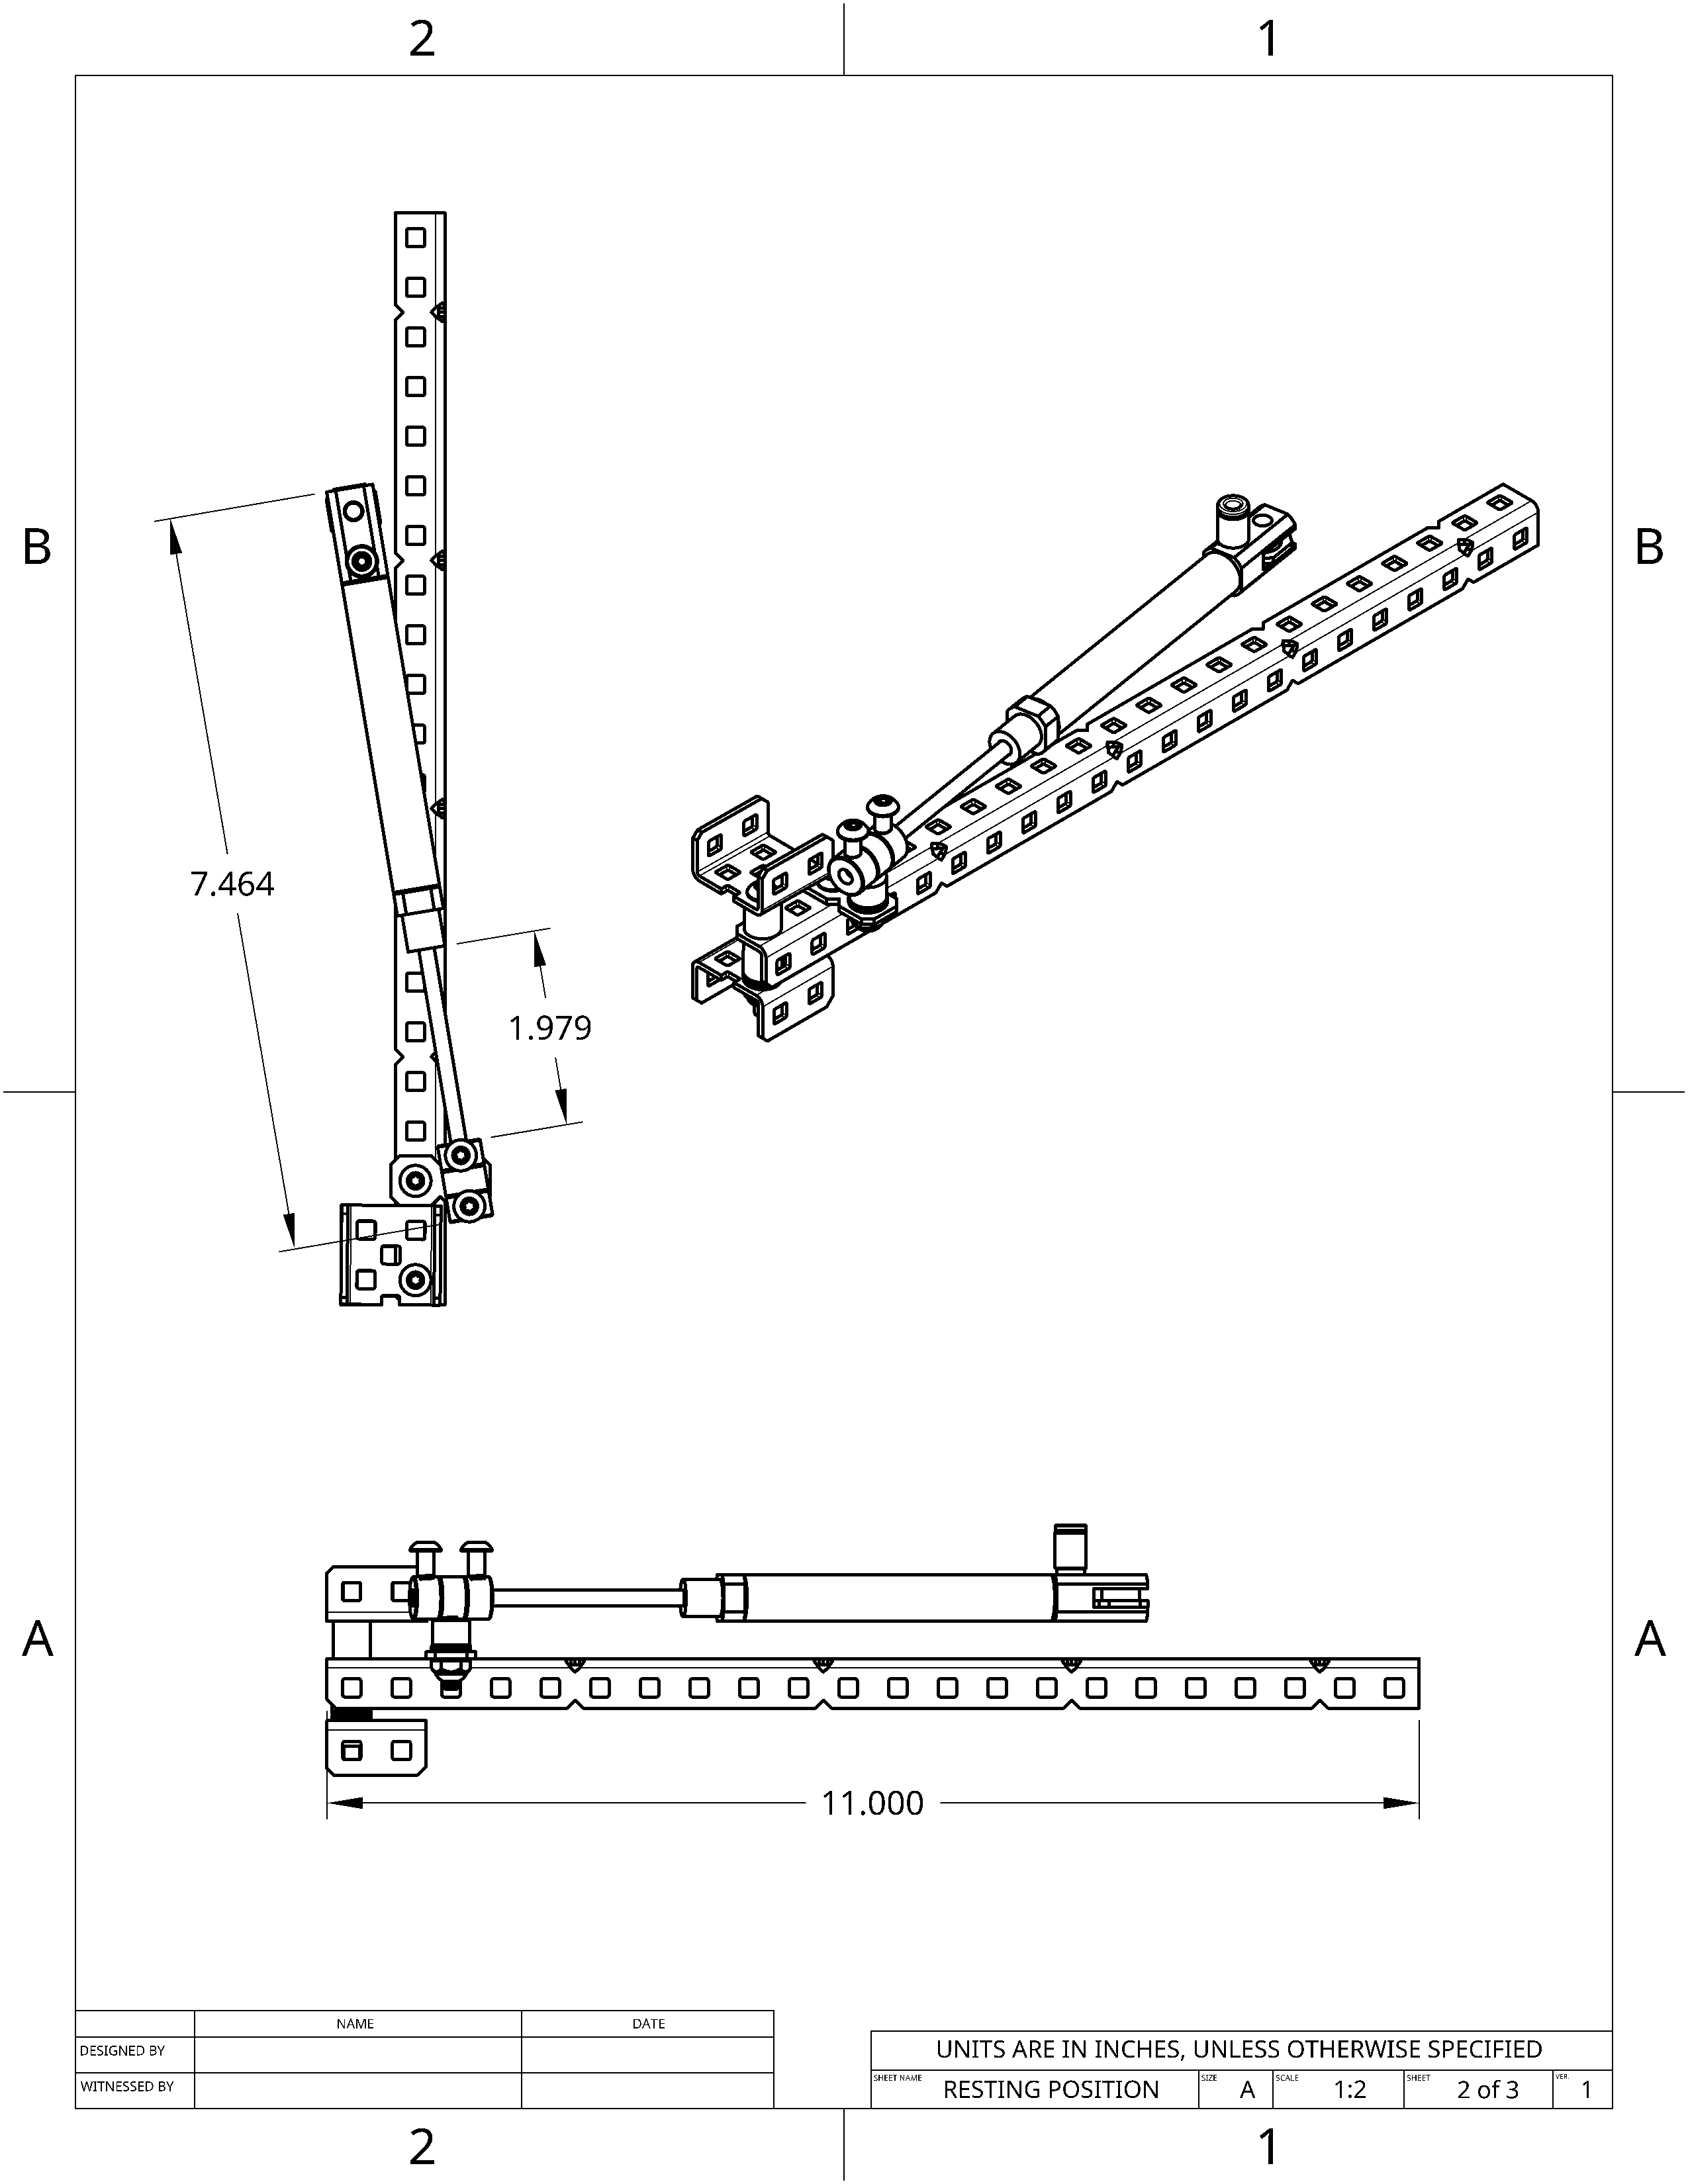 2 1
B B
7.464
1.979
A A
11.000
NAME DATE
DESIGNED BY
WITNESSED BY
UNITS ARE IN INCHES, UNLESS OTHERWISE SPECIFIED
SHEET NAME RESTING POSITION SIZE A SCALE 1:2 SHEET 2 of 3 VER. 1
2 1